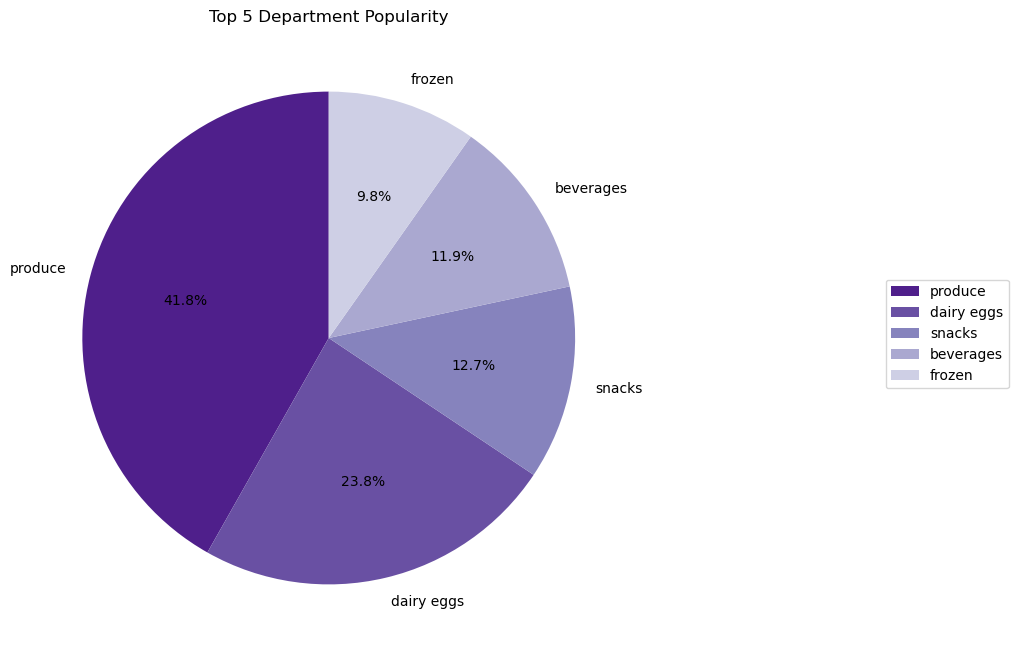 Top 5 Department Popularity
frozen
beverages
9.8%
11.9%
produce
41.8%
12.7%
snacks
23.8%
dairy eggs
produce
dairy eggs
snacks
beverages
frozen